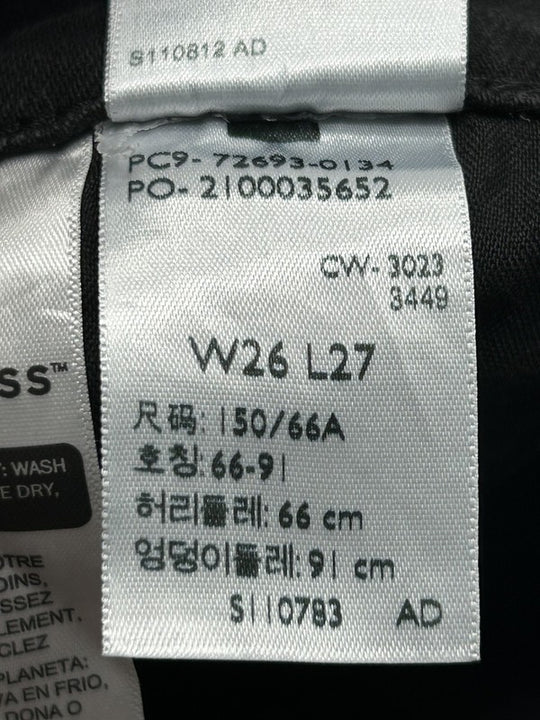 S110812 AD
PC9- 72693-0134
PO- 2100035652
CW- 3023
3449
W26 L27
尺码: 150/66A
호칭: 66-91
허리둘레: 66 cm
엉덩이둘레: 91 cm
S110783 AD
SS™
: WASH
E DRY,
OTRE
OINS,
SSEZ
LEMENT,
CLEZ
PLANETA:
A EN FRIO,
DONA O